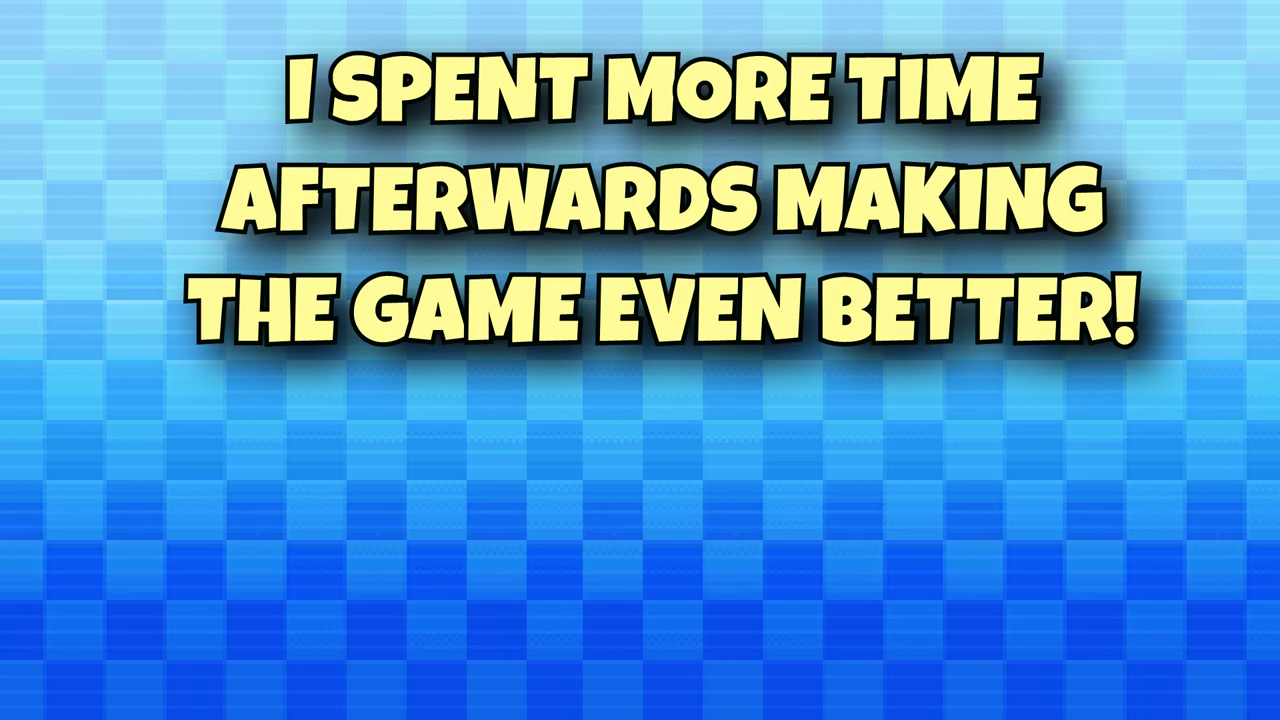 I SPENT MORE TIME
AFTERWARDS MAKING
THE GAME EVEN BETTER!